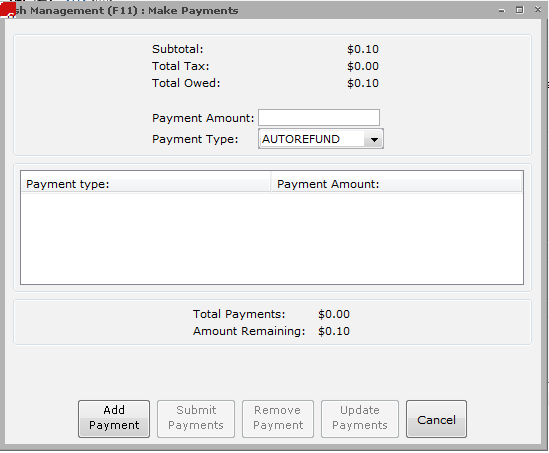 sh Management (F11) : Make Payments
Subtotal: $0.10
Total Tax: $0.00
Total Owed: $0.10
Payment Amount:
Payment Type: AUTOREFUND
Payment type: Payment Amount:
Total Payments: $0.00
Amount Remaining: $0.10
Add Payment
Submit Payments
Remove Payment
Update Payments
Cancel